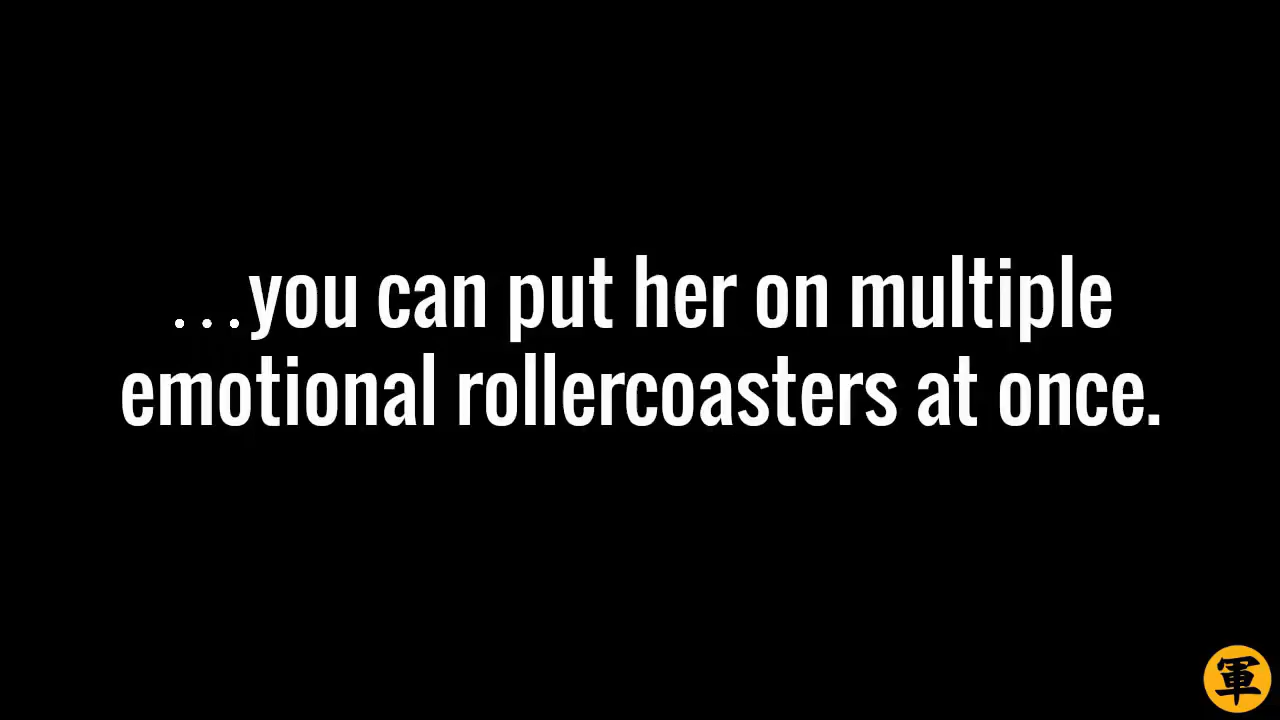 ...you can put her on multiple
emotional rollercoasters at once.
軍